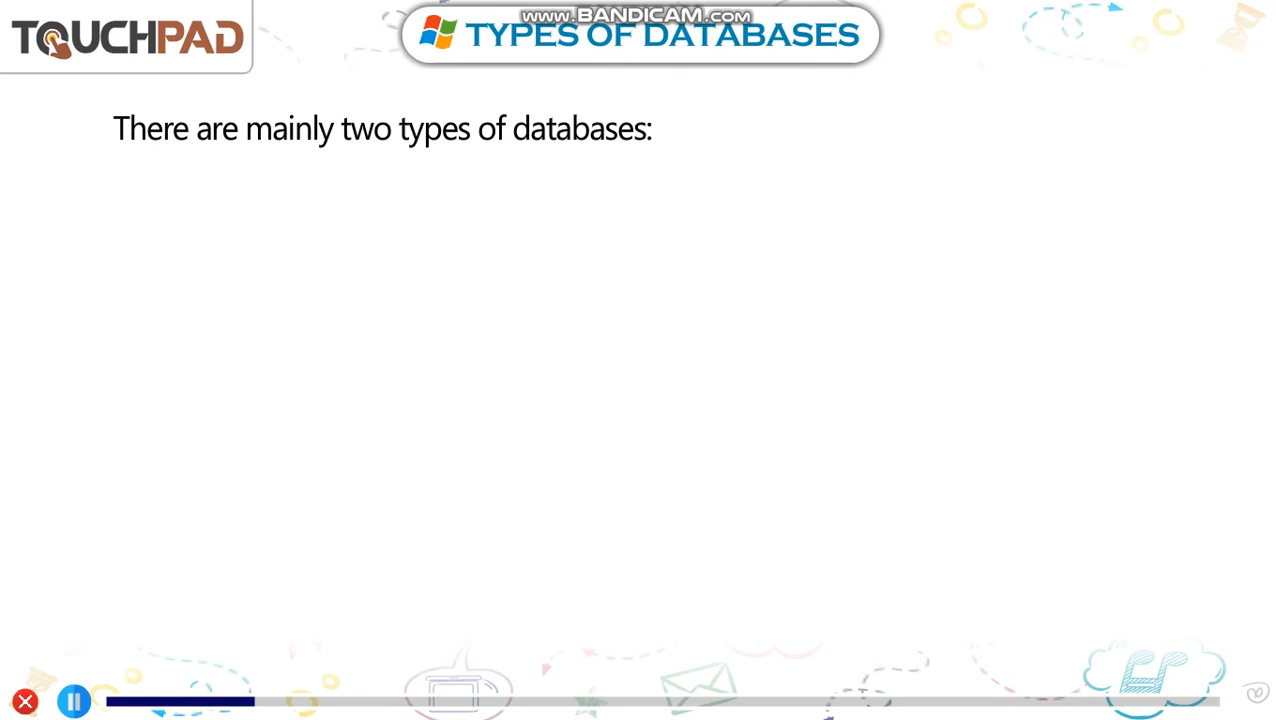 www.BANDICAM.com
TOUCHPAD
TYPES OF DATABASES
There are mainly two types of databases: